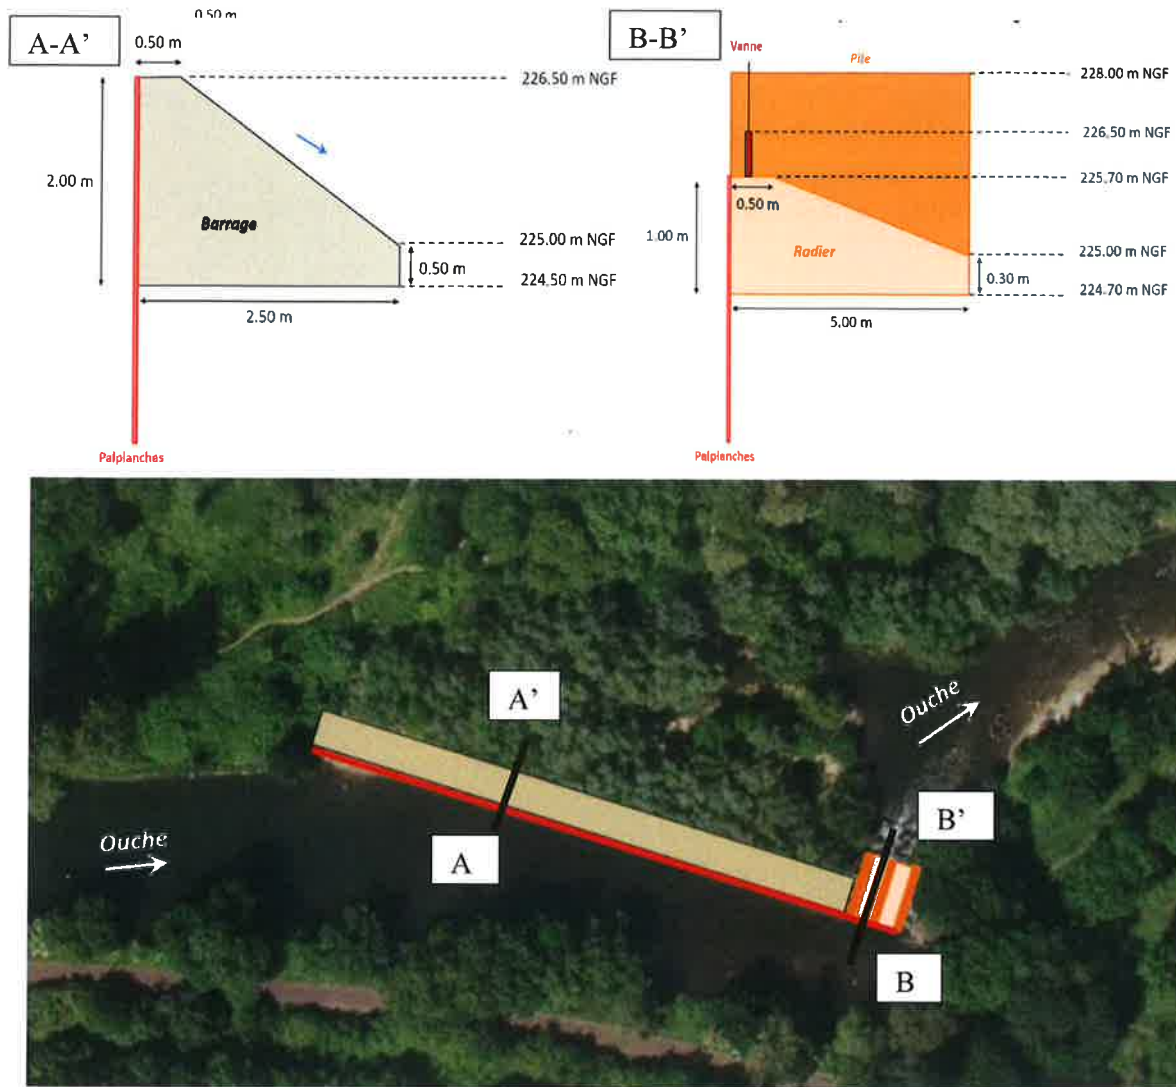 0.50 m
A-A'
0.50 m
226.50 m NGF
2.00 m
Barrage
225.00 m NGF
0.50 m
224.50 m NGF
2.50 m
Palplanches
B-B'
Vanne
Pile
228.00 m NGF
226,50 m NGF
225.70 m NGF
0.50 m
1.00 m
Radier
225.00 m NGF
0.30 m
224.70 m NGF
5.00 m
Palplanches
A'
Ouche
B'
Ouche
A
B